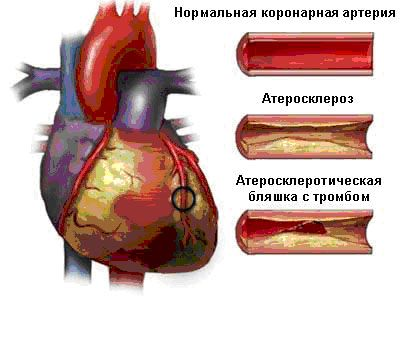 Нормальная коронарная артерия
Атеросклероз
Атеросклеротическая
бляшка с тромбом